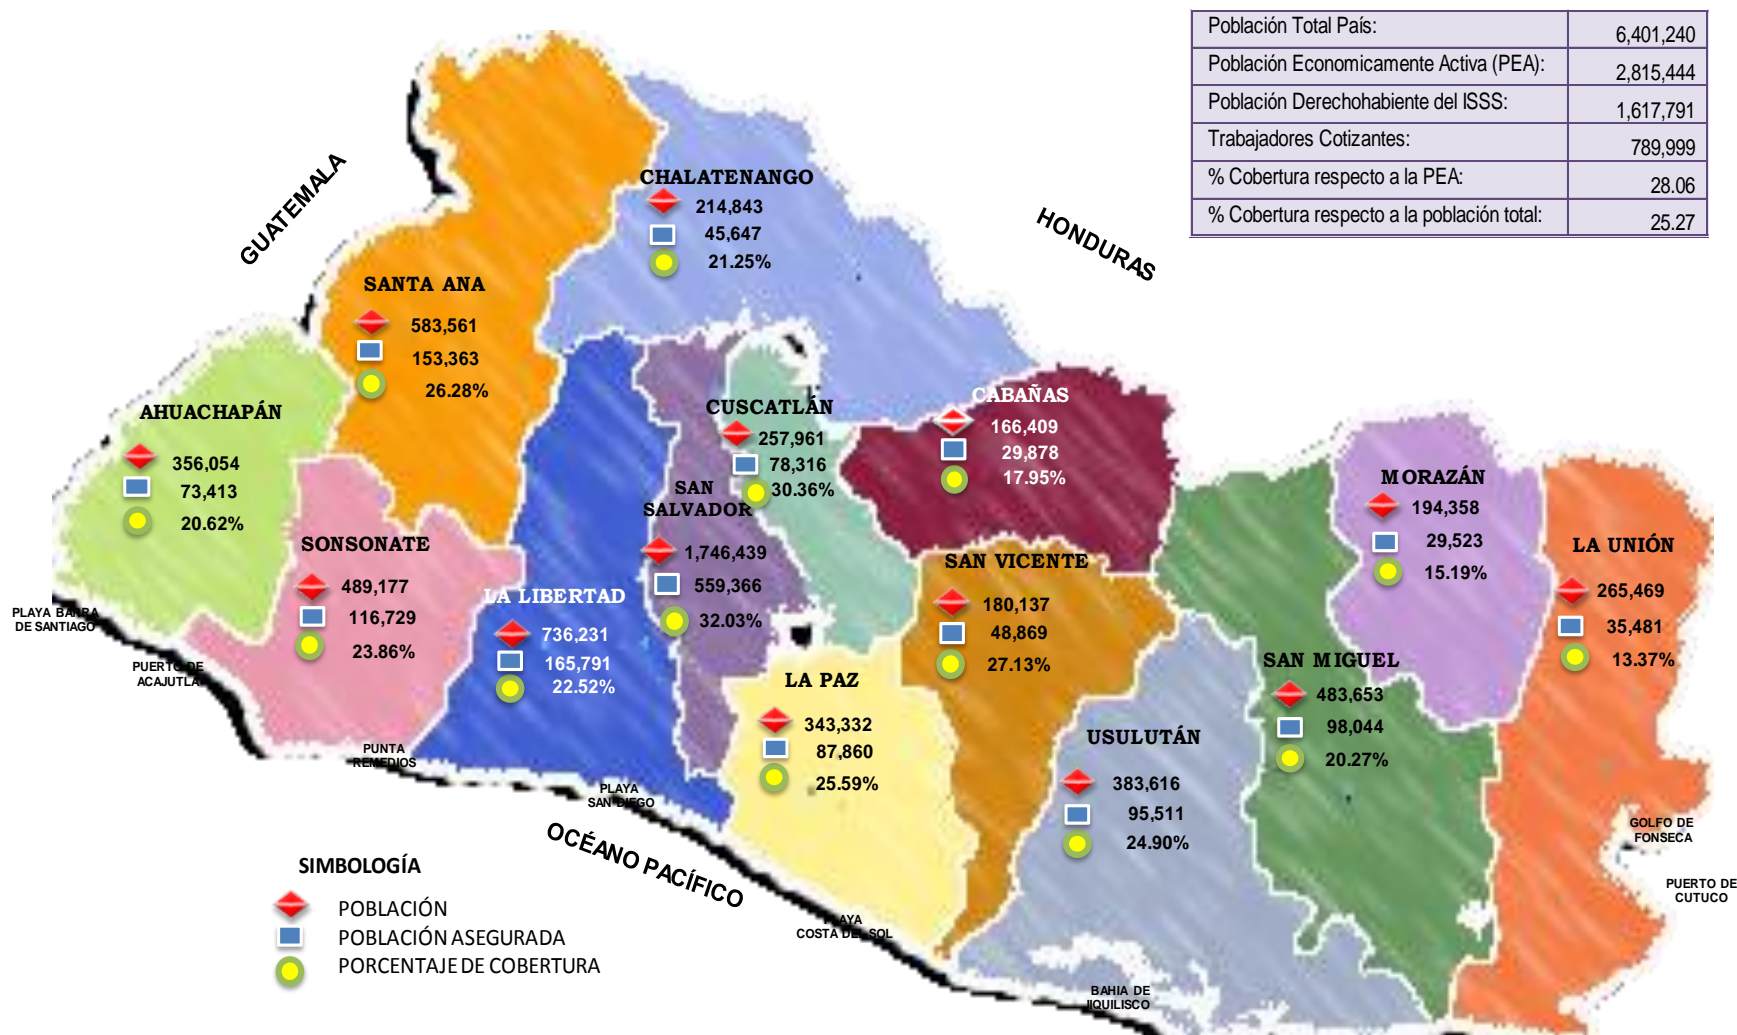 Población Total País: 6,401,240
Población Economicamente Activa (PEA): 2,815,444
Población Derechohabiente del ISSS: 1,617,791
Trabajadores Cotizantes: 789,999
% Cobertura respecto a la PEA: 28.06
% Cobertura respecto a la población total: 25.27
GUATEMALA
HONDURAS
CHALATENANGO
214,843
45,647
21.25%
SANTA ANA
583,561
153,363
26.28%
AHUACHAPÁN
356,054
73,413
20.62%
SONSONATE
489,177
116,729
23.86%
LA LIBERTAD
736,231
165,791
22.52%
SAN
SALVADOR
1,746,439
559,366
32.03%
CUSCATLÁN
257,961
78,316
30.36%
CABAÑAS
166,409
29,878
17.95%
SAN VICENTE
180,137
48,869
27.13%
LA PAZ
343,332
87,860
25.59%
USULUTÁN
383,616
95,511
24.90%
SAN MIGUEL
483,653
98,044
20.27%
MORAZÁN
194,358
29,523
15.19%
LA UNIÓN
265,469
35,481
13.37%
PLAYA BARRA
DE SANTIAGO
PUERTO DE
ACAJUTLA
PUNTA
REMEDIOS
PLAYA
SAN DIEGO
OCÉANO PACÍFICO
PLAYA
COSTA DEL SOL
BAHIA DE
JIQUILISCO
GOLFO DE
FONSECA
PUERTO DE
CUTUCO
SIMBOLOGÍA
POBLACIÓN
POBLACIÓN ASEGURADA
PORCENTAJE DE COBERTURA